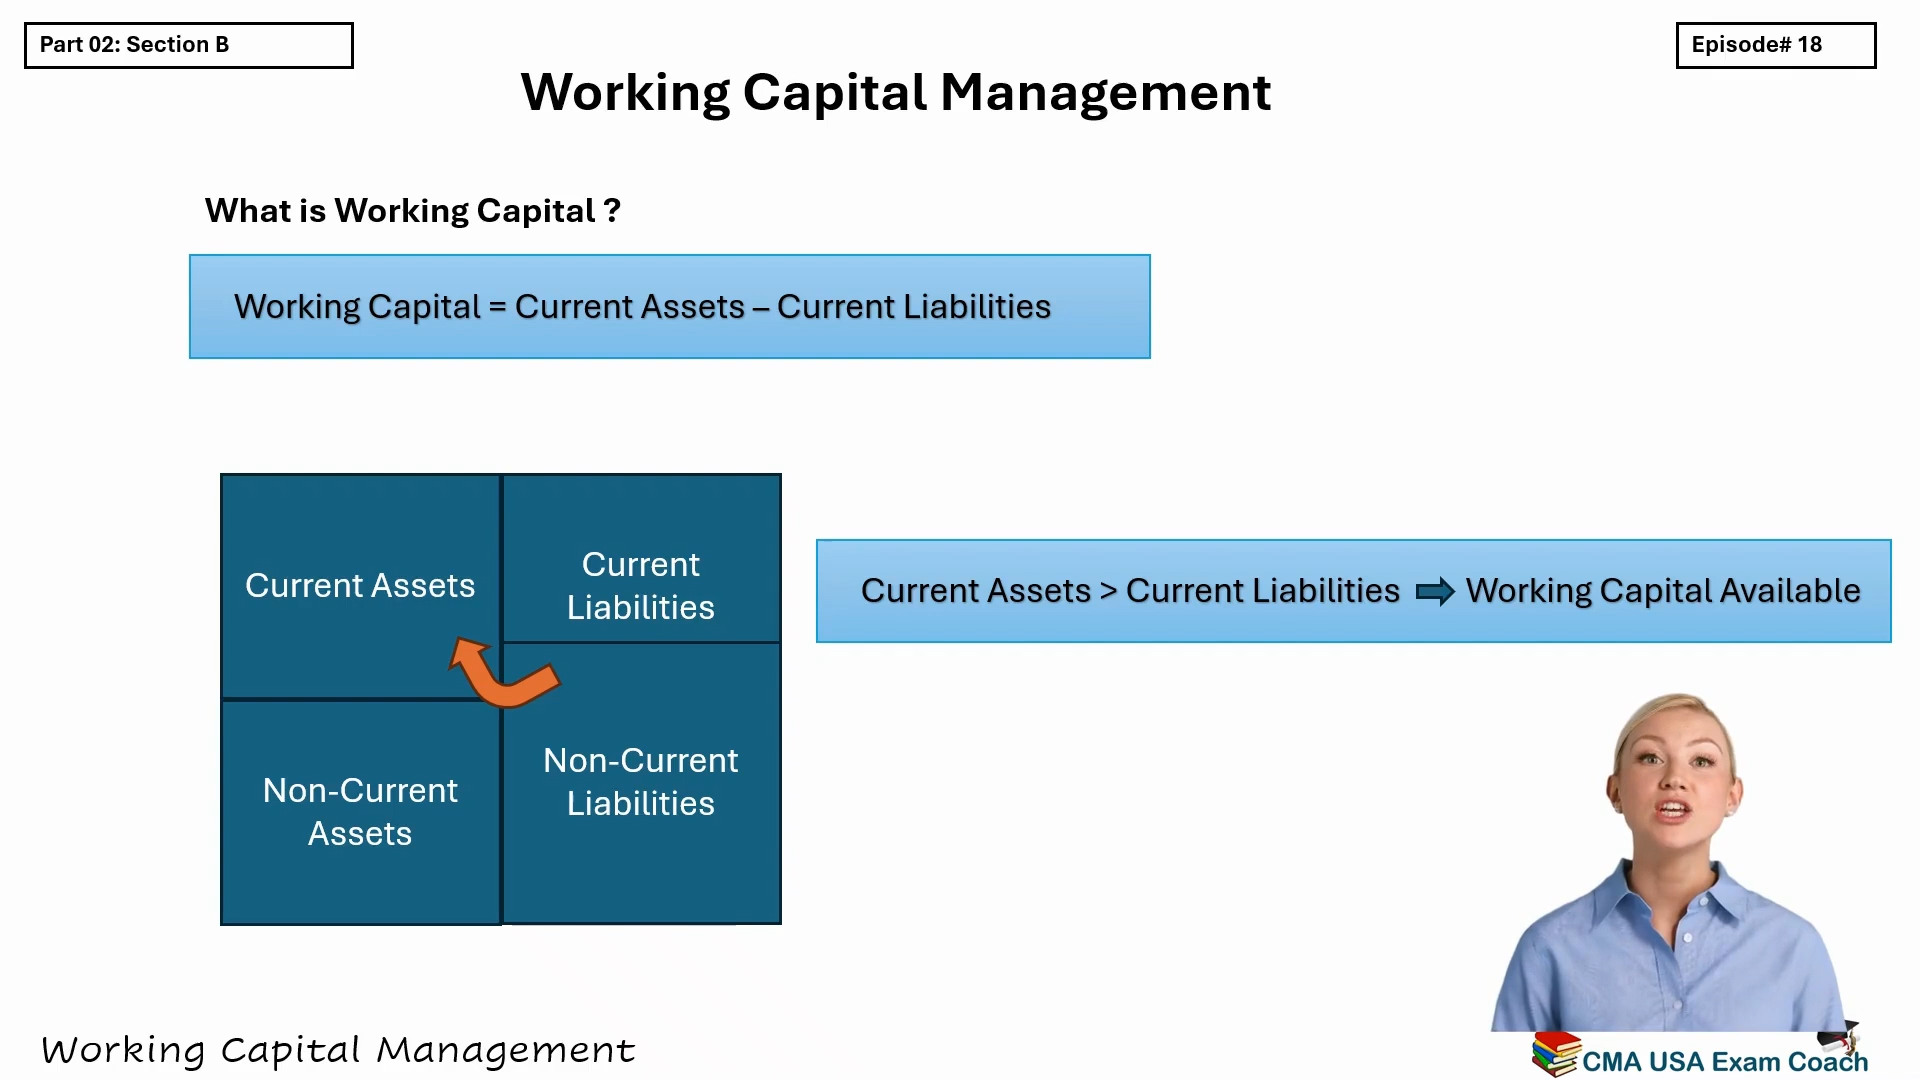 Part 02: Section B
Episode# 18
Working Capital Management
What is Working Capital ?
Working Capital = Current Assets – Current Liabilities
Current Assets
Current
Liabilities
Current Assets > Current Liabilities
Working Capital Available
Non-Current
Assets
Non-Current
Liabilities
Working Capital Management
CMA USA Exam Coach